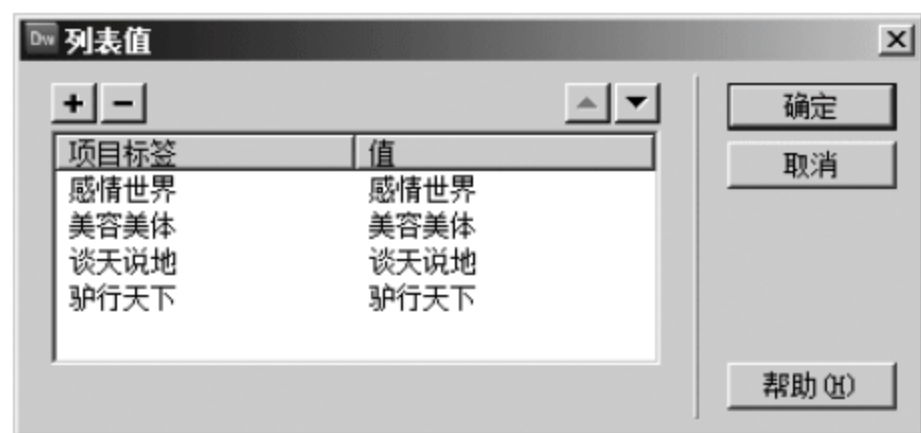 Dw 列表值
确定
项目标签 值
取消
感情世界 感情世界
美容美体 美容美体
谈天说地 谈天说地
驴行天下 驴行天下
帮助(H)